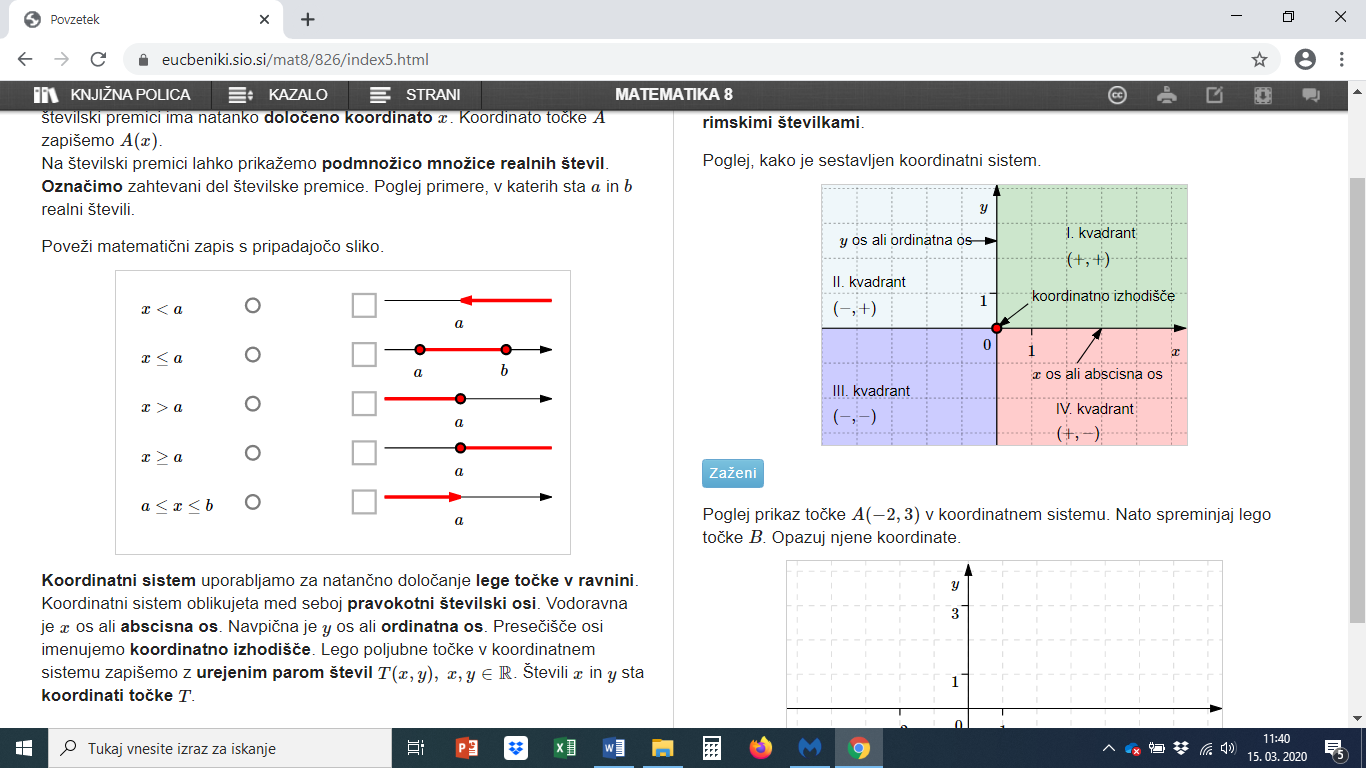 Povzetek
eucbeniki.sio.si/mat8/826/index5.html
KNJIŽNA POLICA
KAZALO
STRANI
MATEMATIKA 8
številski premici ima natanko določeno koordinato x. Koordinato točke A
zapišemo A(x).
Na številski premici lahko prikažemo podmnožico množice realnih števil.
Označimo zahtevani del številske premice. Poglej primere, v katerih sta a in b
realni števili.
Poveži matematični zapis s pripadajočo sliko.
x < a
a
x ≤ a
a b
x > a
a
x ≥ a
a
a ≤ x ≤ b
a
Koordinatni sistem uporabljamo za natančno določanje lege točke v ravnini.
Koordinatni sistem oblikujeta med seboj pravokotni številski osi. Vodoravna
je x os ali abscisna os. Navpična je y os ali ordinatna os. Presečišče osi
imenujemo koordinatno izhodišče. Lego poljubne točke v koordinatnem
sistemu zapišemo z urejenim parom števil T(x, y), x, y ∈ ℝ. Števili x in y sta
koordinati točke T.
rimskimi številkami.
Poglej, kako je sestavljen koordinatni sistem.
y
y os ali ordinatna os
I. kvadrant
(+, +)
II. kvadrant
(−, +)
1
koordinatno izhodišče
0
1
x
x os ali abscisna os
III. kvadrant
(−, −)
IV. kvadrant
(+, −)
Zaženi
Poglej prikaz točke A(−2, 3) v koordinatnem sistemu. Nato spreminjaj lego
točke B. Opazuj njene koordinate.
y
3
1
Tukaj vnesite izraz za iskanje
11:40
15. 03. 2020
5